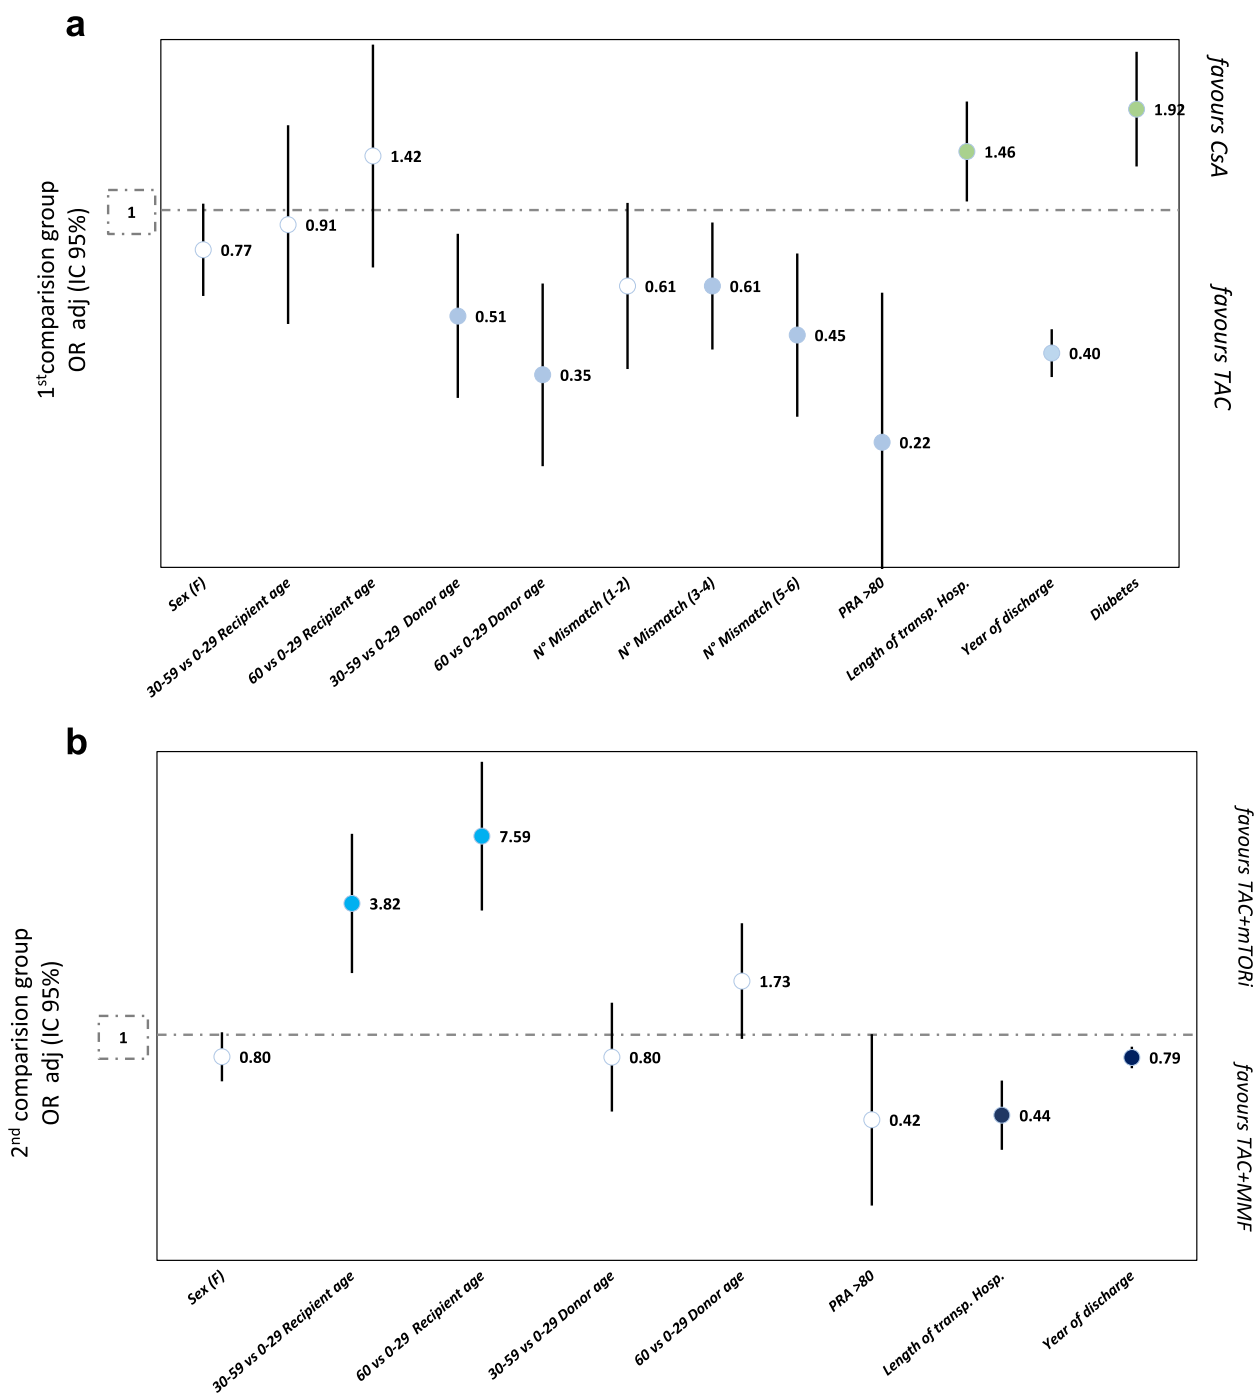 a
favours CsA
favours TAC
1st comparision group
OR adj (IC 95%)
1
0.77
0.91
1.42
0.51
0.35
0.61
0.61
0.45
0.22
1.46
0.40
1.92
Sex (F)
30-59 vs 0-29 Recipient age
60 vs 0-29 Recipient age
30-59 vs 0-29 Donor age
60 vs 0-29 Donor age
N° Mismatch (1-2)
N° Mismatch (3-4)
N° Mismatch (5-6)
PRA >80
Length of transp. Hosp.
Year of discharge
Diabetes
b
favours TAC+mTORi
favours TAC+MMF
2nd comparision group
OR adj (IC 95%)
1
0.80
3.82
7.59
0.80
1.73
0.42
0.44
0.79
Sex (F)
30-59 vs 0-29 Recipient age
60 vs 0-29 Recipient age
30-59 vs 0-29 Donor age
60 vs 0-29 Donor age
PRA >80
Length of transp. Hosp.
Year of discharge